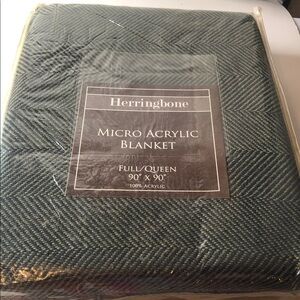 Herringbone
MICRO ACRYLIC
BLANKET
FULL/QUEEN
90" x 90"
100% ACRYLIC